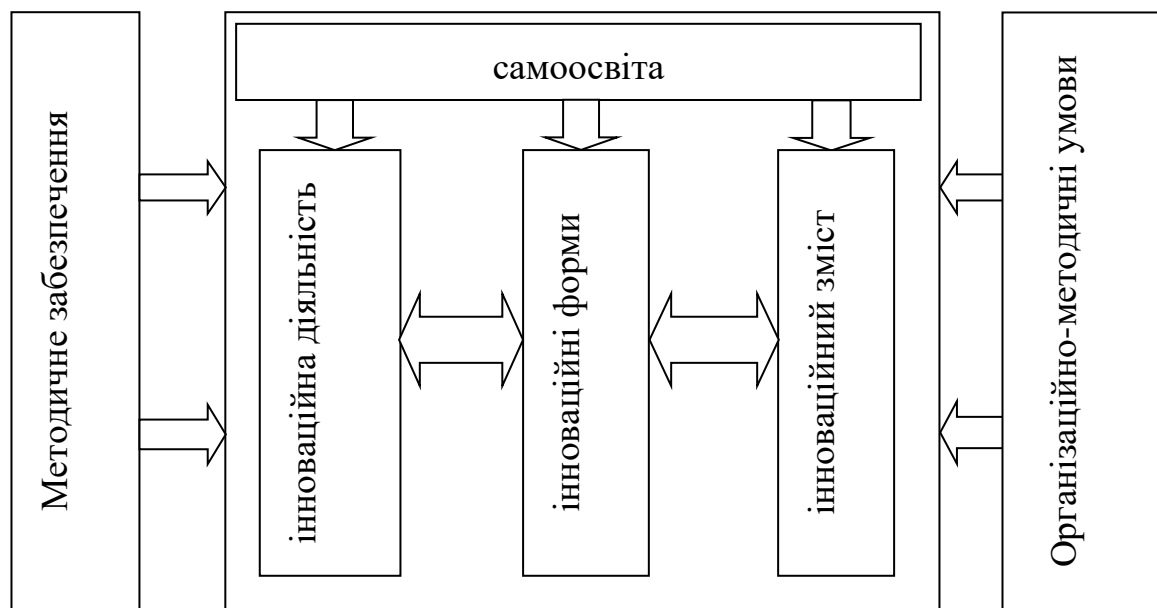 Методичне забезпечення
самоосвіта
інноваційна діяльність
інноваційні форми
інноваційний зміст
Організаційно-методичні умови